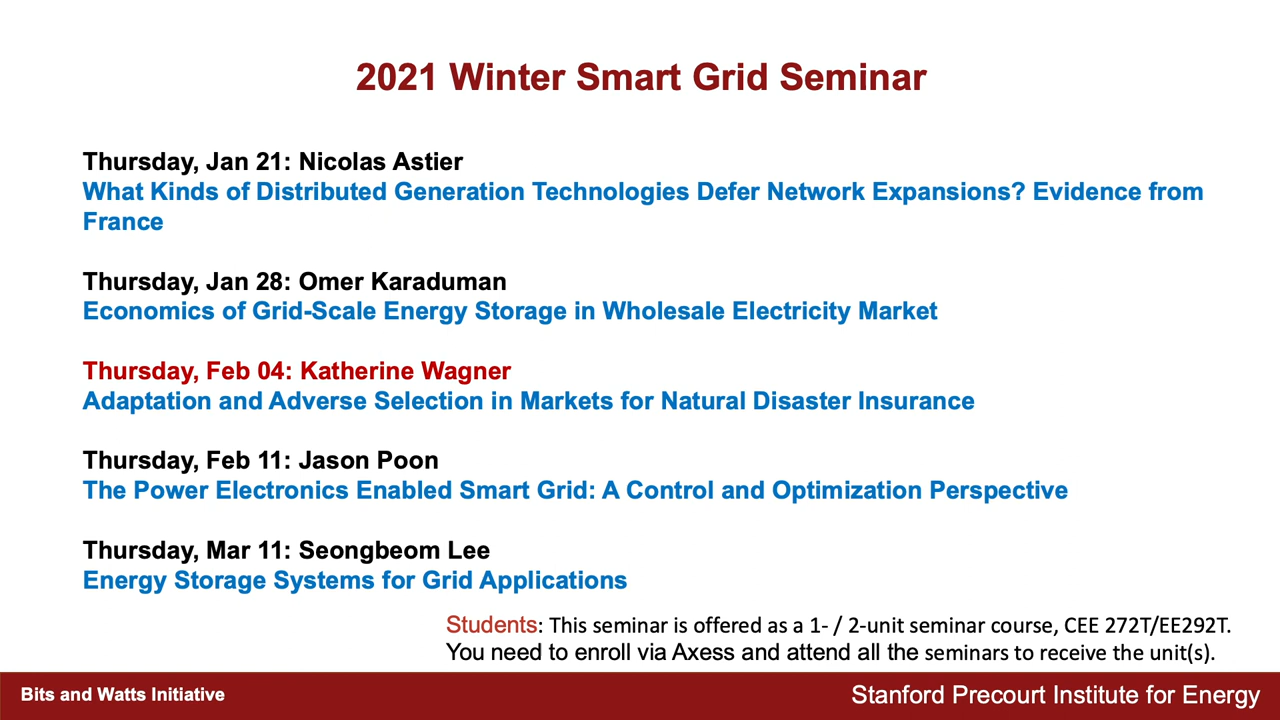 2021 Winter Smart Grid Seminar
Thursday, Jan 21: Nicolas Astier
What Kinds of Distributed Generation Technologies Defer Network Expansions? Evidence from
France
Thursday, Jan 28: Omer Karaduman
Economics of Grid-Scale Energy Storage in Wholesale Electricity Market
Thursday, Feb 04: Katherine Wagner
Adaptation and Adverse Selection in Markets for Natural Disaster Insurance
Thursday, Feb 11: Jason Poon
The Power Electronics Enabled Smart Grid: A Control and Optimization Perspective
Thursday, Mar 11: Seongbeom Lee
Energy Storage Systems for Grid Applications
Students: This seminar is offered as a 1- / 2-unit seminar course, CEE 272T/EE292T.
You need to enroll via Axess and attend all the seminars to receive the unit(s).
Bits and Watts Initiative
Stanford Precourt Institute for Energy